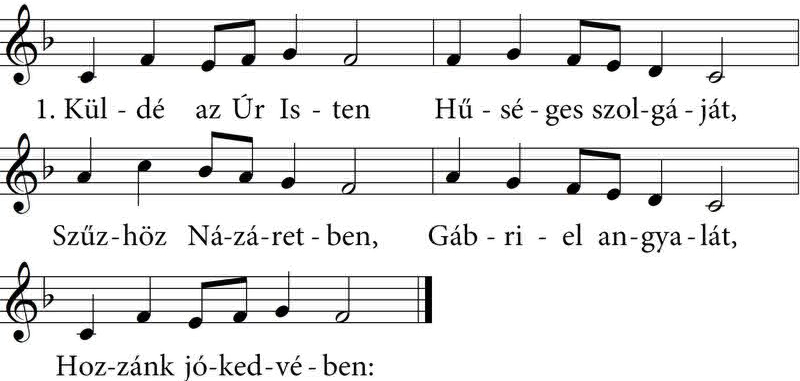 1. Kül - dé az Úr Is - ten Hű - sé - ges szol - gá - ját,
Szűz - höz Ná - zá - ret - ben, Gáb - ri - el an - gya - lát,
Hoz - zánk jó - ked - vé - ben: